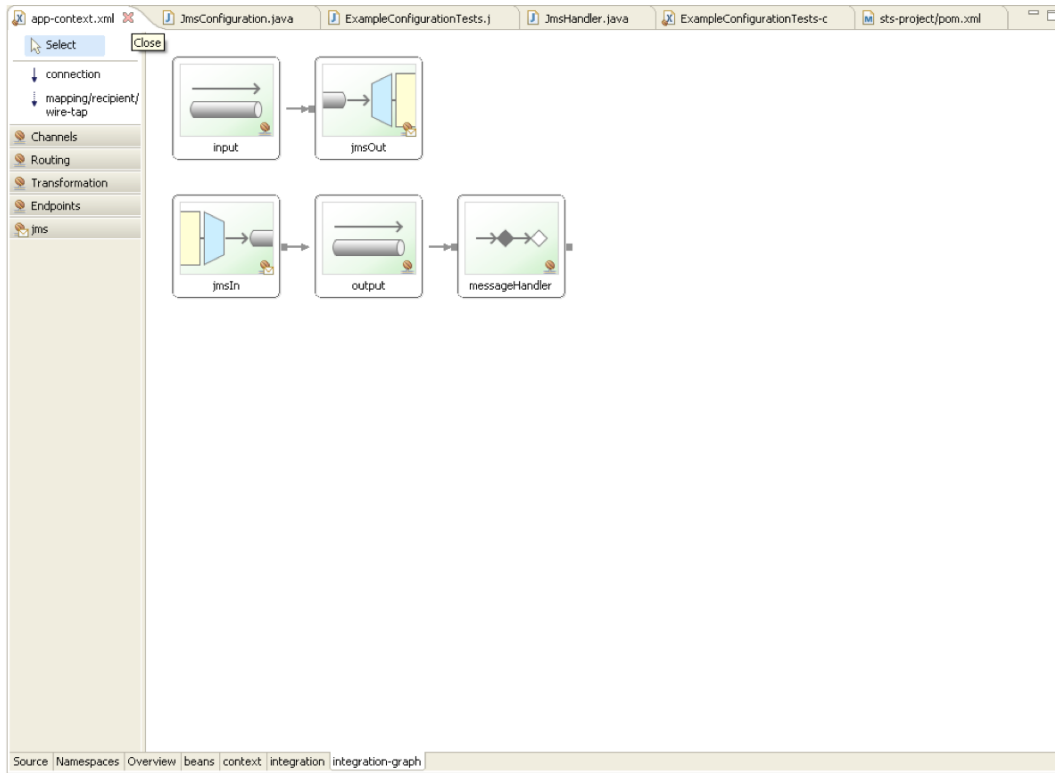 app-context.xml
JmsConfiguration.java
ExampleConfigurationTests.j
JmsHandler.java
ExampleConfigurationTests-c
sts-project/pom.xml
Select
Close
connection
mapping/recipient/
wire-tap
Channels
Routing
Transformation
Endpoints
jms
input
jmsOut
jmsIn
output
messageHandler
Source
Namespaces
Overview
beans
context
integration
integration-graph